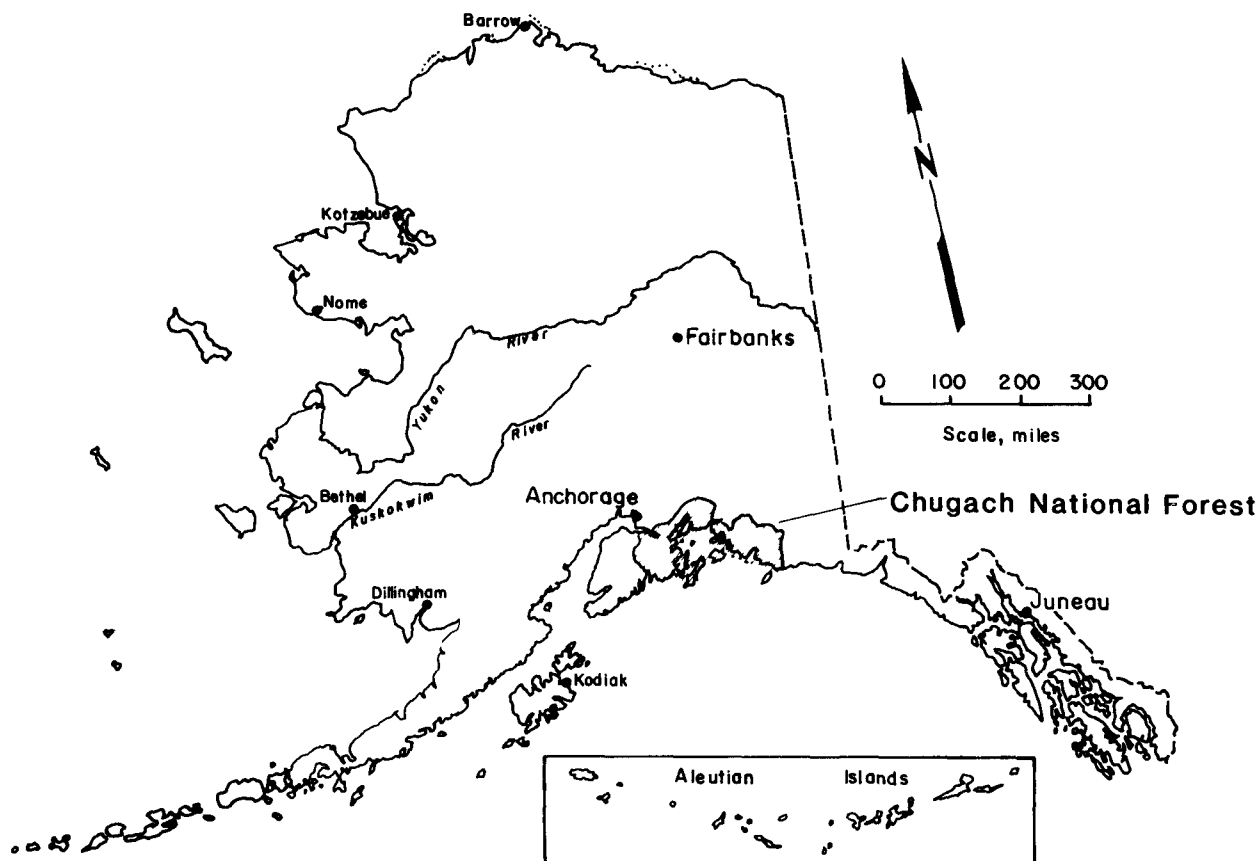 Barrow
Kotzebue
N
Nome
River
Fairbanks
0 100 200 300
Scale, miles
Yukon
River
Bethel
Kuskokwim
Anchorage
Chugach National Forest
Dillingham
Juneau
Kodiak
Aleutian Islands